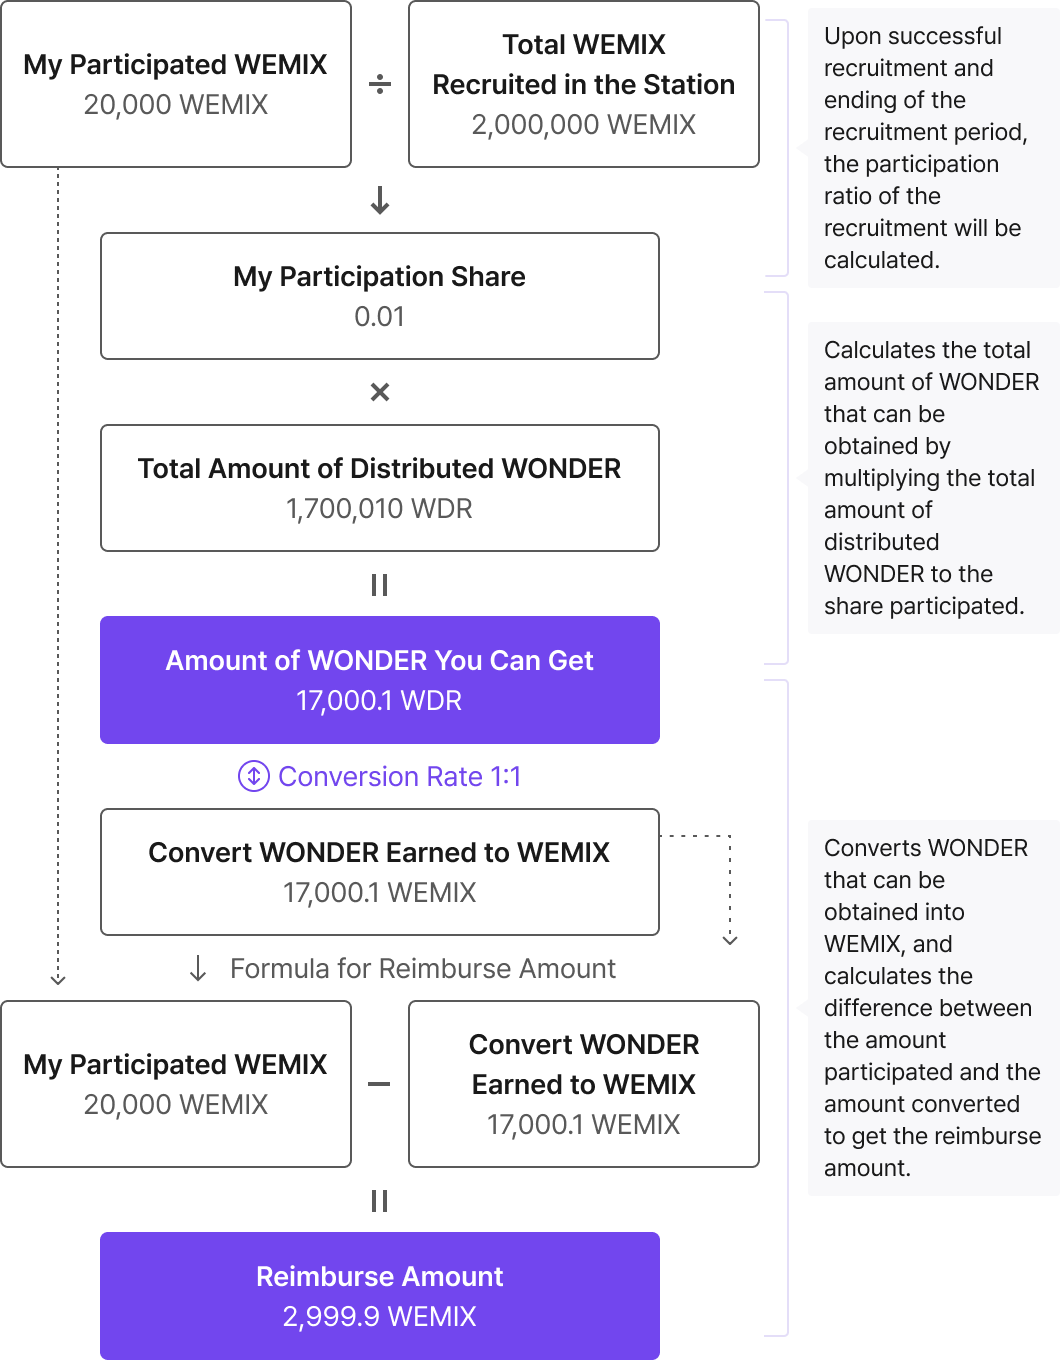 My Participated WEMIX
20,000 WEMIX
÷
Total WEMIX
Recruited in the Station
2,000,000 WEMIX
Upon successful
recruitment and
ending of the
recruitment period,
the participation
ratio of the
recruitment will be
calculated.
My Participation Share
0.01
×
Total Amount of Distributed WONDER
1,700,010 WDR
=
Amount of WONDER You Can Get
17,000.1 WDR
Calculates the total
amount of WONDER
that can be
obtained by
multiplying the total
amount of
distributed
WONDER to the
share participated.
Conversion Rate 1:1
Convert WONDER Earned to WEMIX
17,000.1 WEMIX
Formula for Reimburse Amount
My Participated WEMIX
20,000 WEMIX
−
Convert WONDER
Earned to WEMIX
17,000.1 WEMIX
=
Reimburse Amount
2,999.9 WEMIX
Converts WONDER
that can be
obtained into
WEMIX, and
calculates the
difference between
the amount
participated and the
amount converted
to get the reimburse
amount.